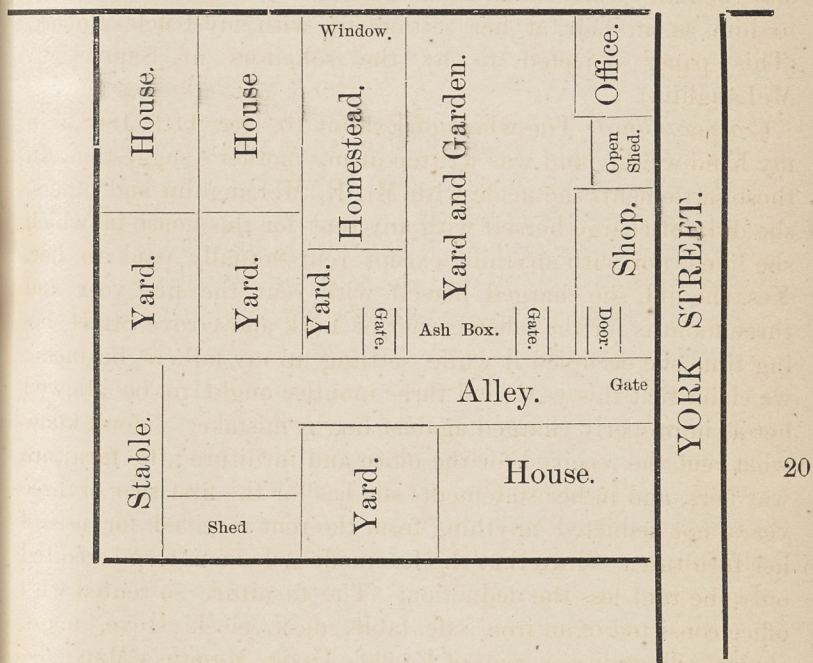 Window.
House.
House
Homestead.
Yard and Garden.
Office.
Open
Shed.
Shop.
Yard.
Yard.
Yard.
Gate.
Ash Box.
Gate.
Door.
YORK STREET.
Alley.
Gate
Stable.
Shed
Yard.
House.
20